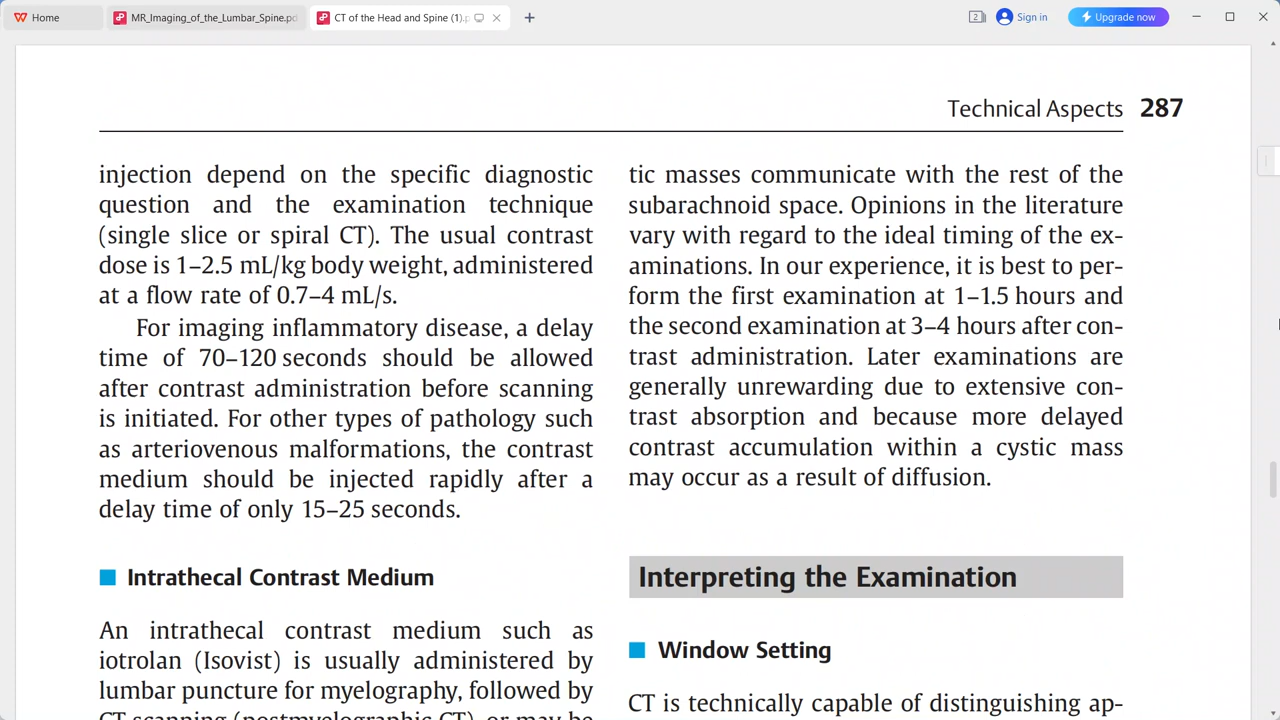 Home
MR_Imaging_of_the_Lumbar_Spine.pd
CT of the Head and Spine (1).p
2
Sign in
Upgrade now
Technical Aspects 287
injection depend on the specific diagnostic
question and the examination technique
(single slice or spiral CT). The usual contrast
dose is 1–2.5 mL/kg body weight, administered
at a flow rate of 0.7–4 mL/s.
For imaging inflammatory disease, a delay
time of 70–120 seconds should be allowed
after contrast administration before scanning
is initiated. For other types of pathology such
as arteriovenous malformations, the contrast
medium should be injected rapidly after a
delay time of only 15–25 seconds.
Intrathecal Contrast Medium
An intrathecal contrast medium such as
iotrolan (Isovist) is usually administered by
lumbar puncture for myelography, followed by
CT scanning (postmyelographic CT), or may be
tic masses communicate with the rest of the
subarachnoid space. Opinions in the literature
vary with regard to the ideal timing of the ex-
aminations. In our experience, it is best to per-
form the first examination at 1–1.5 hours and
the second examination at 3–4 hours after con-
trast administration. Later examinations are
generally unrewarding due to extensive con-
trast absorption and because more delayed
contrast accumulation within a cystic mass
may occur as a result of diffusion.
Interpreting the Examination
Window Setting
CT is technically capable of distinguishing ap-